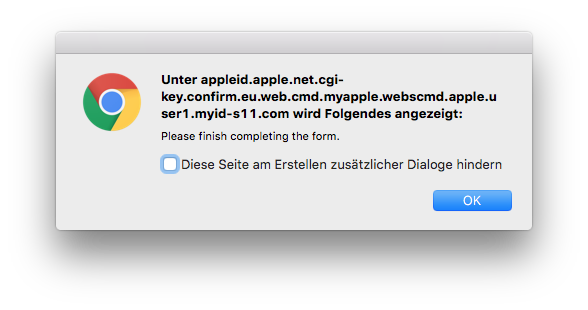 Unter appleid.apple.net.cgi-
key.confirm.eu.web.cmd.myapple.webscmd.apple.u
ser1.myid-s11.com wird Folgendes angezeigt:
Please finish completing the form.
Diese Seite am Erstellen zusätzlicher Dialoge hindern
OK